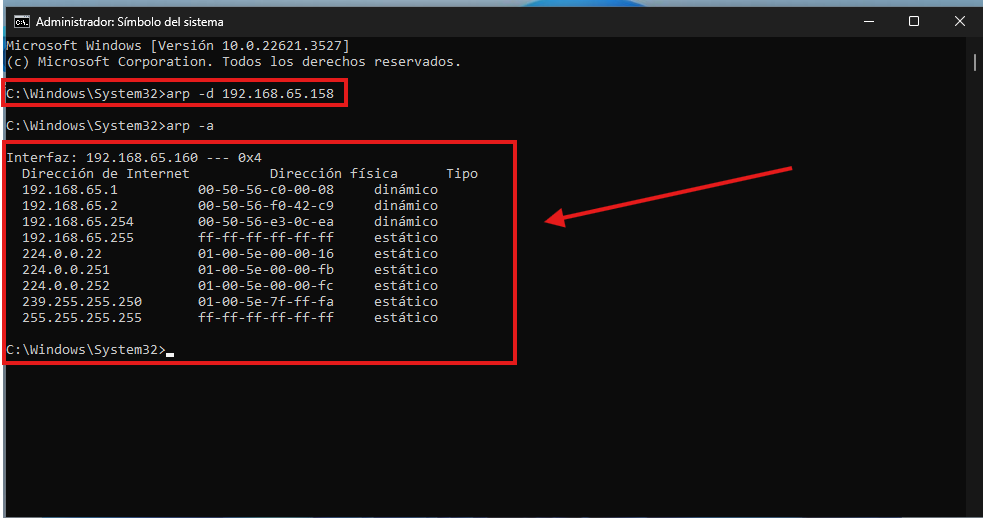 Administrador: Símbolo del sistema
Microsoft Windows [Versión 10.0.22621.3527]
(c) Microsoft Corporation. Todos los derechos reservados.
C:\Windows\System32>arp -d 192.168.65.158
C:\Windows\System32>arp -a
Interfaz: 192.168.65.160 --- 0x4
Dirección de Internet Dirección física Tipo
192.168.65.1 00-50-56-c0-00-08 dinámico
192.168.65.2 00-50-56-f0-42-c9 dinámico
192.168.65.254 00-50-56-e3-0c-ea dinámico
192.168.65.255 ff-ff-ff-ff-ff-ff estático
224.0.0.22 01-00-5e-00-00-16 estático
224.0.0.251 01-00-5e-00-00-fb estático
224.0.0.252 01-00-5e-00-00-fc estático
239.255.255.250 01-00-5e-7f-ff-fa estático
255.255.255.255 ff-ff-ff-ff-ff-ff estático
C:\Windows\System32>